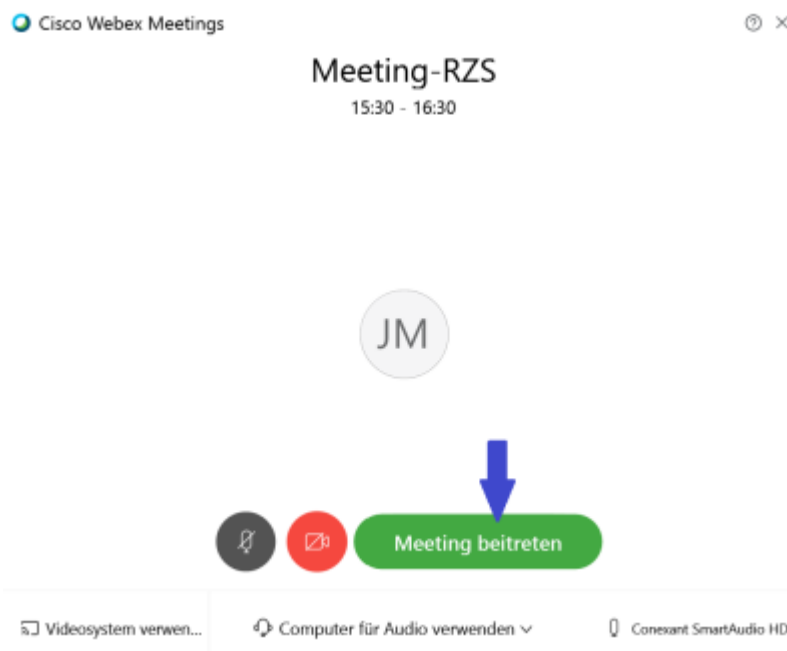 Cisco Webex Meetings
Meeting-RZS
15:30 - 16:30
JM
Meeting beitreten
Videosystem verwen...
Computer für Audio verwenden
Conexant SmartAudio HD